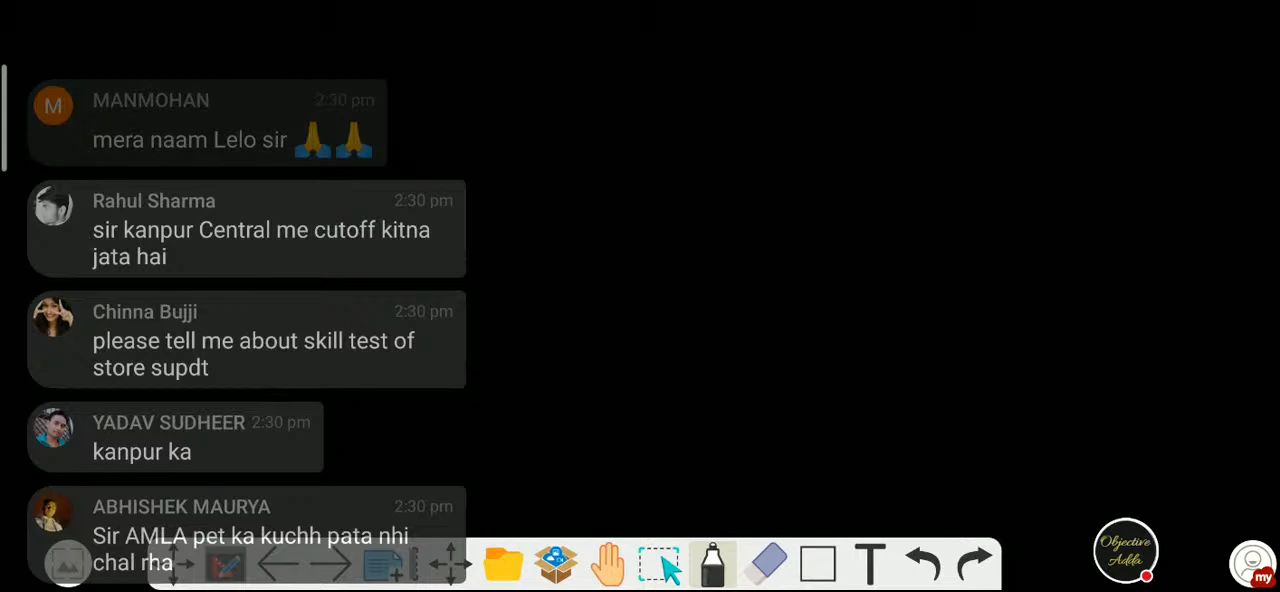 M
MANMOHAN 2:30 pm
mera naam Lelo sir 🙏 🙏
Rahul Sharma 2:30 pm
sir kanpur Central me cutoff kitna
jata hai
Chinna Bujji 2:30 pm
please tell me about skill test of
store supdt
YADAV SUDHEER 2:30 pm
kanpur ka
ABHISHEK MAURYA 2:30 pm
Sir AMLA pet ka kuchh pata nhi
chal rha
T
Objective
Adda
my